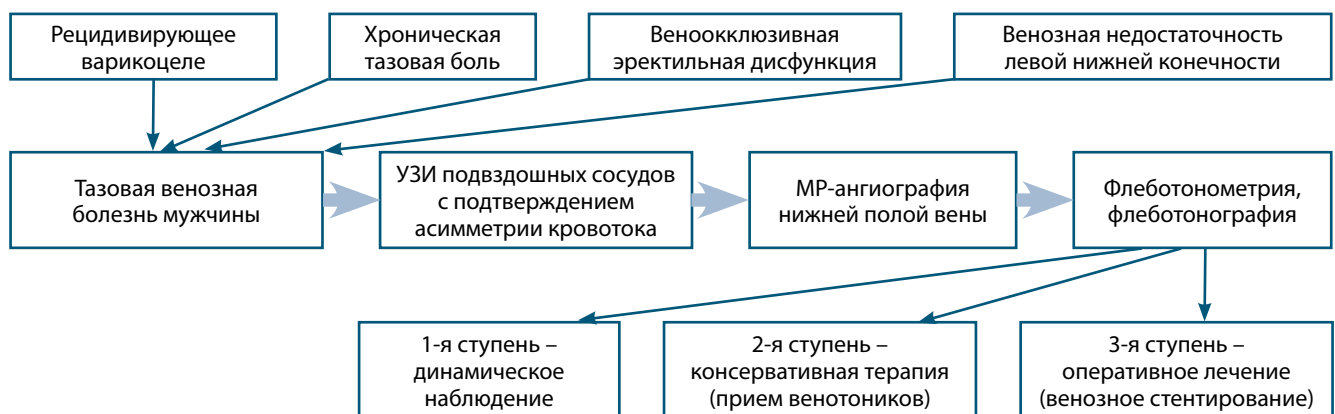 Рецидивирующее
варикоцеле
Хроническая
тазовая боль
Веноокклюзивная
эректильная дисфункция
Венозная недостаточность
левой нижней конечности
Тазовая венозная
болезнь мужчины
УЗИ подвздошных сосудов
с подтверждением
асимметрии кровотока
МР-ангиография
нижней полой вены
Флеботонометрия,
флеботонография
1-я ступень –
динамическое
наблюдение
2-я ступень –
консервативная терапия
(прием венотоников)
3-я ступень –
оперативное лечение
(венозное стентирование)